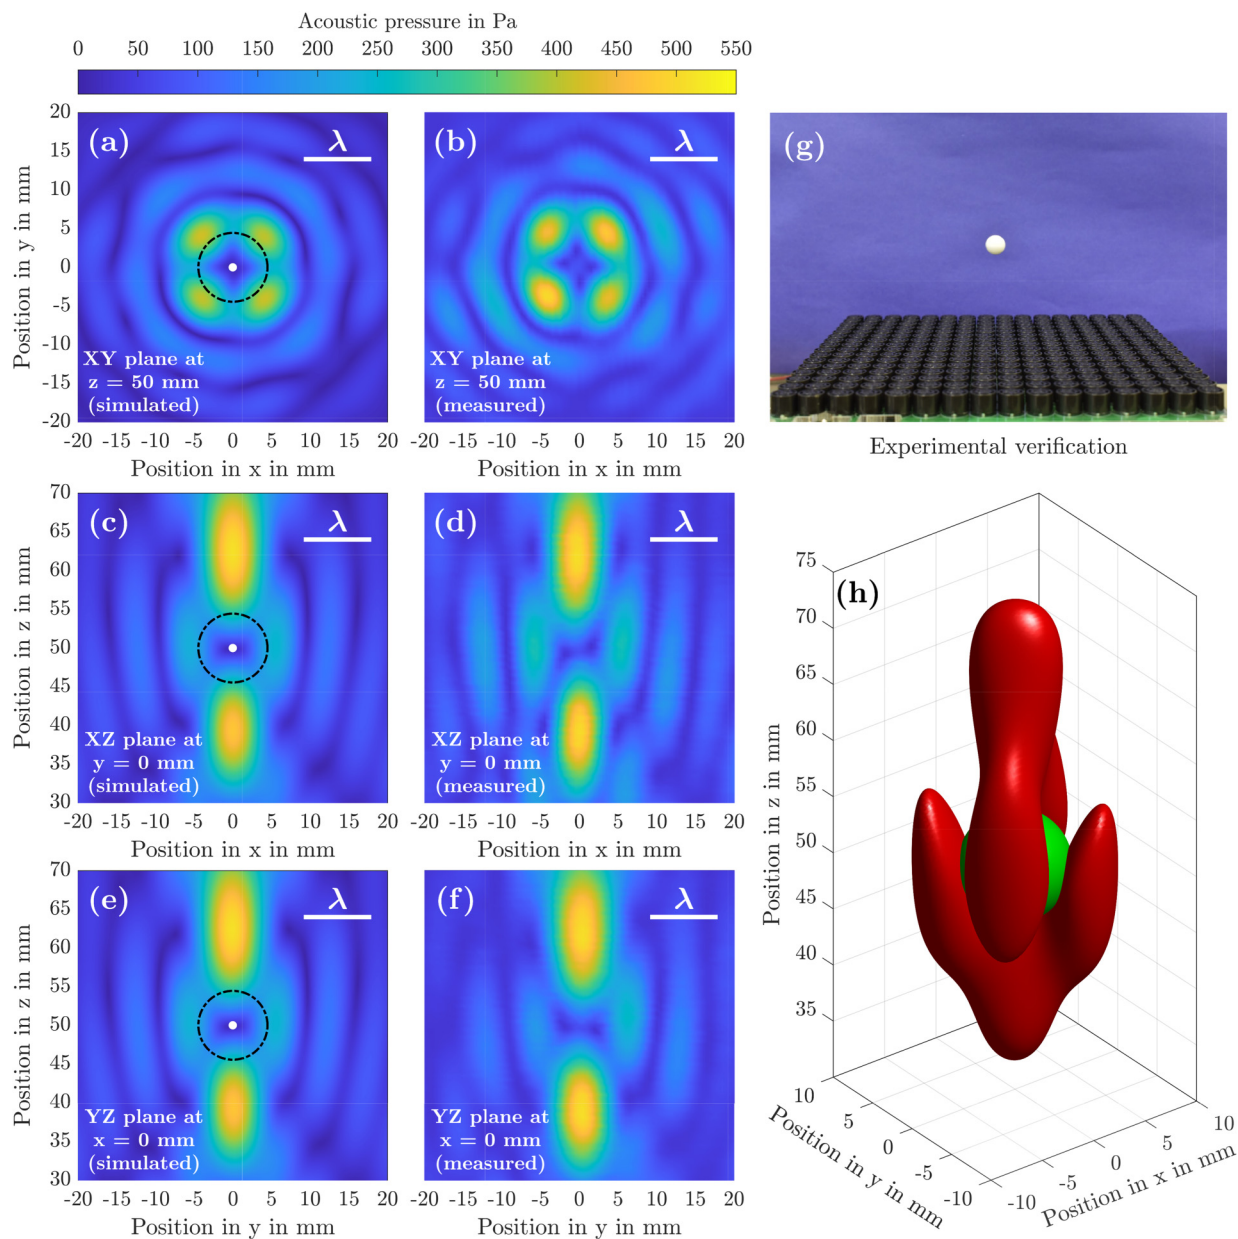 Acoustic pressure in Pa
0 50 100 150 200 250 300 350 400 450 500 550
(a)
λ
20
15
10
5
0
-5
-10
-15
-20
Position in y in mm
XY plane at
z = 50 mm
(simulated)
-20 -15 -10 -5 0 5 10 15 20
Position in x in mm
(b)
λ
XY plane at
z = 50 mm
(measured)
-20 -15 -10 -5 0 5 10 15 20
Position in x in mm
(g)
Experimental verification
(c)
λ
70
65
60
55
50
45
40
35
30
Position in z in mm
XZ plane at
y = 0 mm
(simulated)
-20 -15 -10 -5 0 5 10 15 20
Position in x in mm
(d)
λ
XZ plane at
y = 0 mm
(measured)
-20 -15 -10 -5 0 5 10 15 20
Position in x in mm
(e)
λ
70
65
60
55
50
45
40
35
30
Position in z in mm
YZ plane at
x = 0 mm
(simulated)
-20 -15 -10 -5 0 5 10 15 20
Position in y in mm
(f)
λ
YZ plane at
x = 0 mm
(measured)
-20 -15 -10 -5 0 5 10 15 20
Position in y in mm
(h)
75
70
65
60
55
50
45
40
35
Position in z in mm
10
5
0
-5
-10
Position in y in mm
-10
-5
0
5
10
Position in x in mm